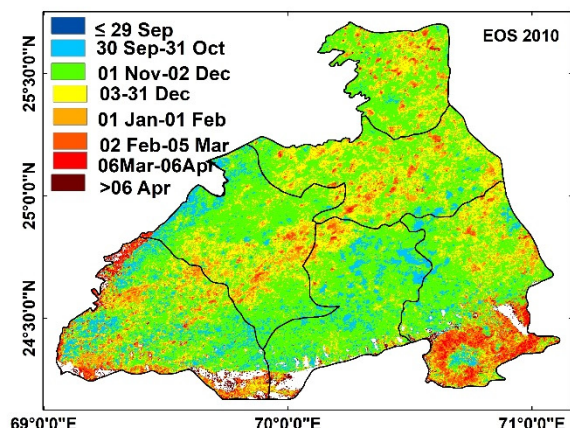 ≤ 29 Sep
EOS 2010
30 Sep-31 Oct
01 Nov-02 Dec
03-31 Dec
01 Jan-01 Feb
02 Feb-05 Mar
06Mar-06Apr
>06 Apr
25°30'0"N
25°0'0"N
24°30'0"N
69°0'0"E
70°0'0"E
71°0'0"E